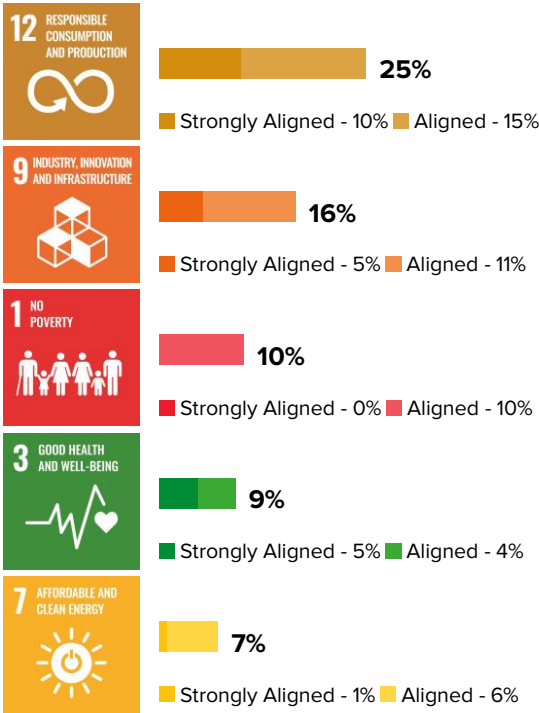 12 RESPONSIBLE
CONSUMPTION
AND PRODUCTION
25%
Strongly Aligned - 10% Aligned - 15%
9 INDUSTRY, INNOVATION
AND INFRASTRUCTURE
16%
Strongly Aligned - 5% Aligned - 11%
1 NO
POVERTY
10%
Strongly Aligned - 0% Aligned - 10%
3 GOOD HEALTH
AND WELL-BEING
9%
Strongly Aligned - 5% Aligned - 4%
7 AFFORDABLE AND
CLEAN ENERGY
7%
Strongly Aligned - 1% Aligned - 6%